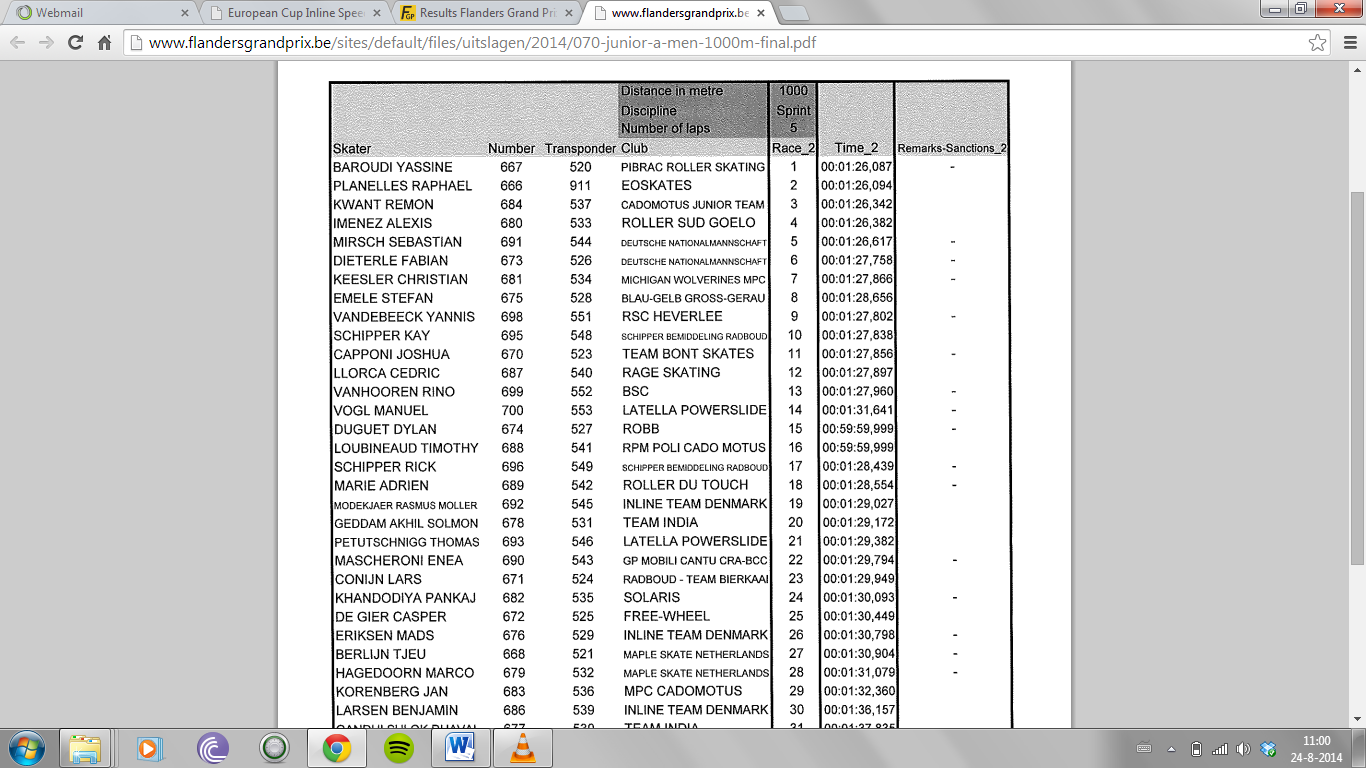 Webmail
European Cup Inline Spee
Results Flanders Grand Pri
www.flandersgrandprix.be
www.flandersgrandprix.be/sites/default/files/uitslagen/2014/070-junior-a-men-1000m-final.pdf
Distance in metre 1000
Discipline Sprint
Number of laps 5
Skater Number Transponder Club Race_2 Time_2 Remarks-Sanctions_2
BAROUDI YASSINE 667 520 PIBRAC ROLLER SKATING 1 00:01:26,087 -
PLANELLES RAPHAEL 666 911 EOSKATES 2 00:01:26,094
KWANT REMON 684 537 CADOMOTUS JUNIOR TEAM 3 00:01:26,342
IMENEZ ALEXIS 680 533 ROLLER SUD GOELO 4 00:01:26,382
MIRSCH SEBASTIAN 691 544 DEUTSCHE NATIONALMANNSCHAFT 5 00:01:26,617 -
DIETERLE FABIAN 673 526 DEUTSCHE NATIONALMANNSCHAFT 6 00:01:27,758 -
KEESLER CHRISTIAN 681 534 MICHIGAN WOLVERINES MPC 7 00:01:27,866 -
EMELE STEFAN 675 528 BLAU-GELB GROSS-GERAU 8 00:01:28,656
VANDEBEECK YANNIS 698 551 RSC HEVERLEE 9 00:01:27,802 -
SCHIPPER KAY 695 548 SCHIPPER BEMIDDELING RADBOUD 10 00:01:27,838
CAPPONI JOSHUA 670 523 TEAM BONT SKATES 11 00:01:27,856 -
LLORCA CEDRIC 687 540 RAGE SKATING 12 00:01:27,897
VANHOOREN RINO 699 552 BSC 13 00:01:27,960 -
VOGL MANUEL 700 553 LATELLA POWERSLIDE 14 00:01:31,641 -
DUGUET DYLAN 674 527 ROBB 15 00:59:59,999 -
LOUBINEAUD TIMOTHY 688 541 RPM POLI CADO MOTUS 16 00:59:59,999
SCHIPPER RICK 696 549 SCHIPPER BEMIDDELING RADBOUD 17 00:01:28,439 -
MARIE ADRIEN 689 542 ROLLER DU TOUCH 18 00:01:28,554 -
MODEKJAER RASMUS MOLLER 692 545 INLINE TEAM DENMARK 19 00:01:29,027
GEDDAM AKHIL SOLMON 678 531 TEAM INDIA 20 00:01:29,172
PETUTSCHNIGG THOMAS 693 546 LATELLA POWERSLIDE 21 00:01:29,382
MASCHERONI ENEA 690 543 GP MOBILI CANTU CRA-BCC 22 00:01:29,794 -
CONIJN LARS 671 524 RADBOUD - TEAM BIERKAAI 23 00:01:29,949
KHANDODIYA PANKAJ 682 535 SOLARIS 24 00:01:30,093 -
DE GIER CASPER 672 525 FREE-WHEEL 25 00:01:30,449
ERIKSEN MADS 676 529 INLINE TEAM DENMARK 26 00:01:30,798 -
BERLIJN TJEU 668 521 MAPLE SKATE NETHERLANDS 27 00:01:30,904 -
HAGEDOORN MARCO 679 532 MAPLE SKATE NETHERLANDS 28 00:01:31,079 -
KORENBERG JAN 683 536 MPC CADOMOTUS 29 00:01:32,360
LARSEN BENJAMIN 686 539 INLINE TEAM DENMARK 30 00:01:36,157
677 TEAM INDIA 31
11:00
24-8-2014